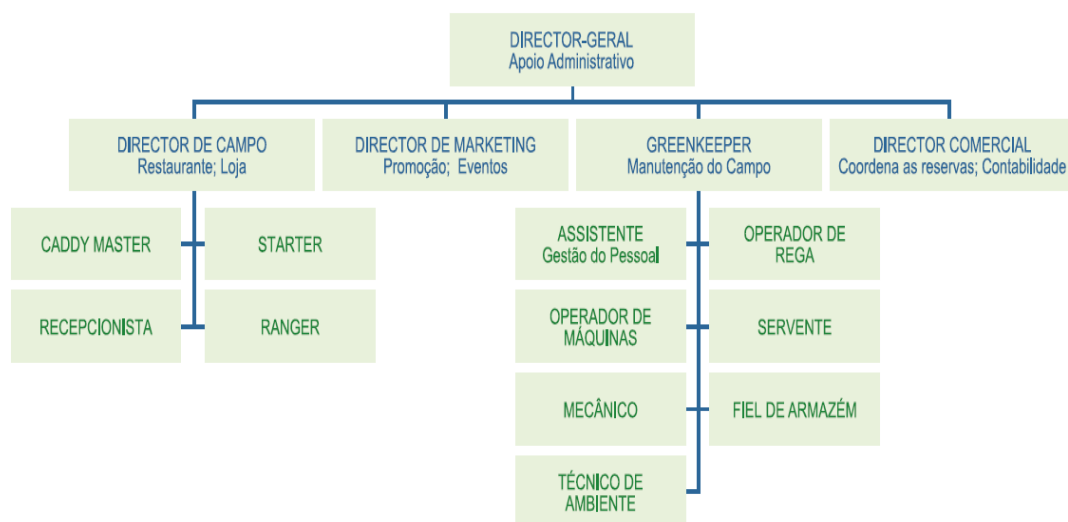 DIRECTOR-GERAL
Apoio Administrativo
DIRECTOR DE CAMPO
Restaurante; Loja
DIRECTOR DE MARKETING
Promoção; Eventos
GREENKEEPER
Manutenção do Campo
DIRECTOR COMERCIAL
Coordena as reservas; Contabilidade
CADDY MASTER
STARTER
RECEPCIONISTA
RANGER
ASSISTENTE
Gestão do Pessoal
OPERADOR DE
REGA
OPERADOR DE
MÁQUINAS
SERVENTE
MECÂNICO
FIEL DE ARMAZÉM
TÉCNICO DE
AMBIENTE